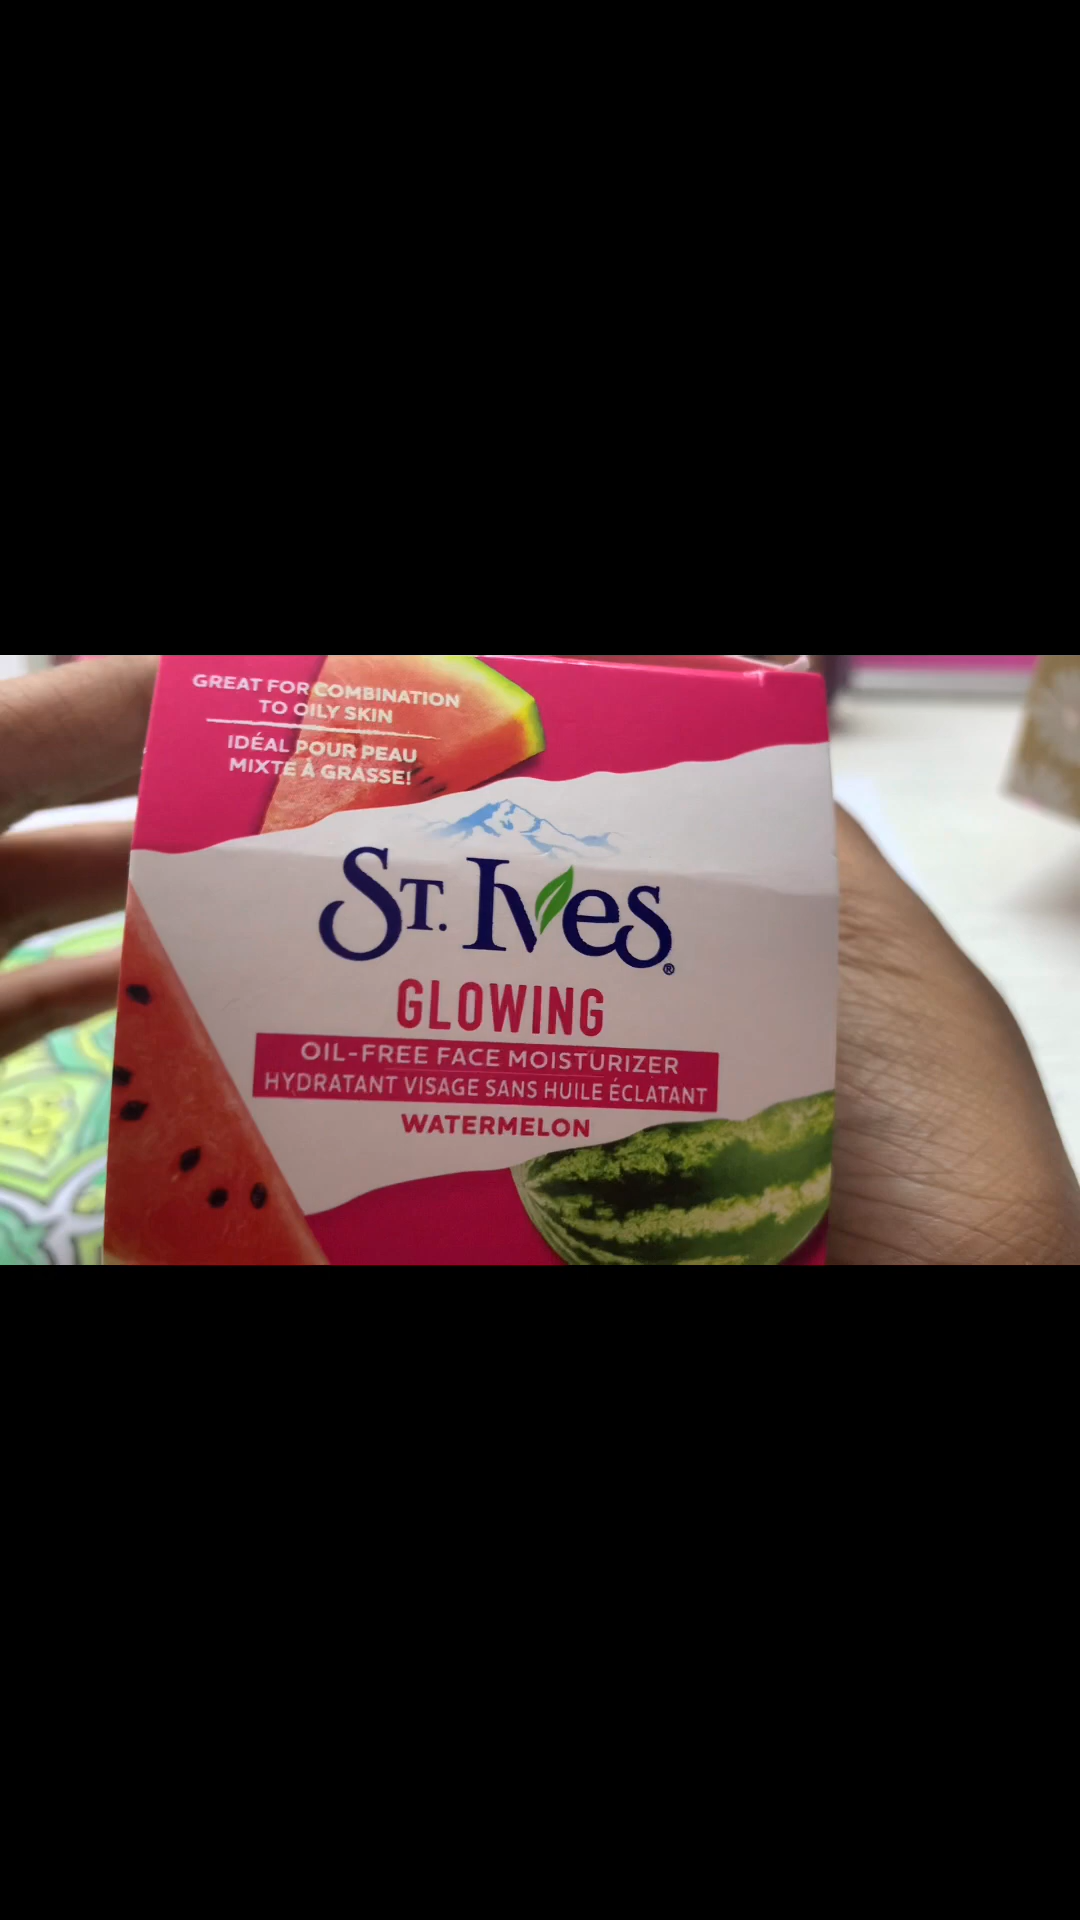 GREAT FOR COMBINATION
TO OILY SKIN
IDÉAL POUR PEAU
MIXTE À GRASSE!
ST. Ives®
GLOWING
OIL-FREE FACE MOISTURIZER
HYDRATANT VISAGE SANS HUILE ÉCLATANT
WATERMELON